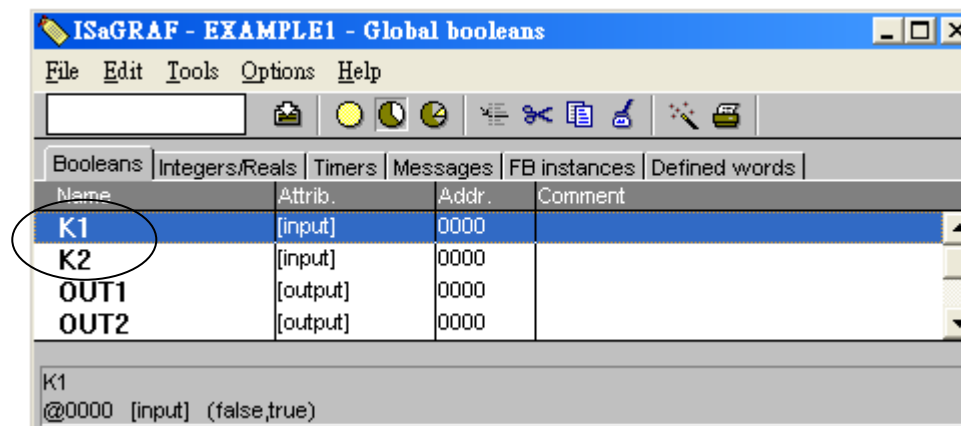 ISaGRAF - EXAMPLE1 - Global booleans
File Edit Tools Options Help
Booleans Integers/Reals Timers Messages FB instances Defined words
Name Attrib. Addr. Comment
K1 [input] 0000
K2 [input] 0000
OUT1 [output] 0000
OUT2 [output] 0000
K1
@0000 [input] (false,true)